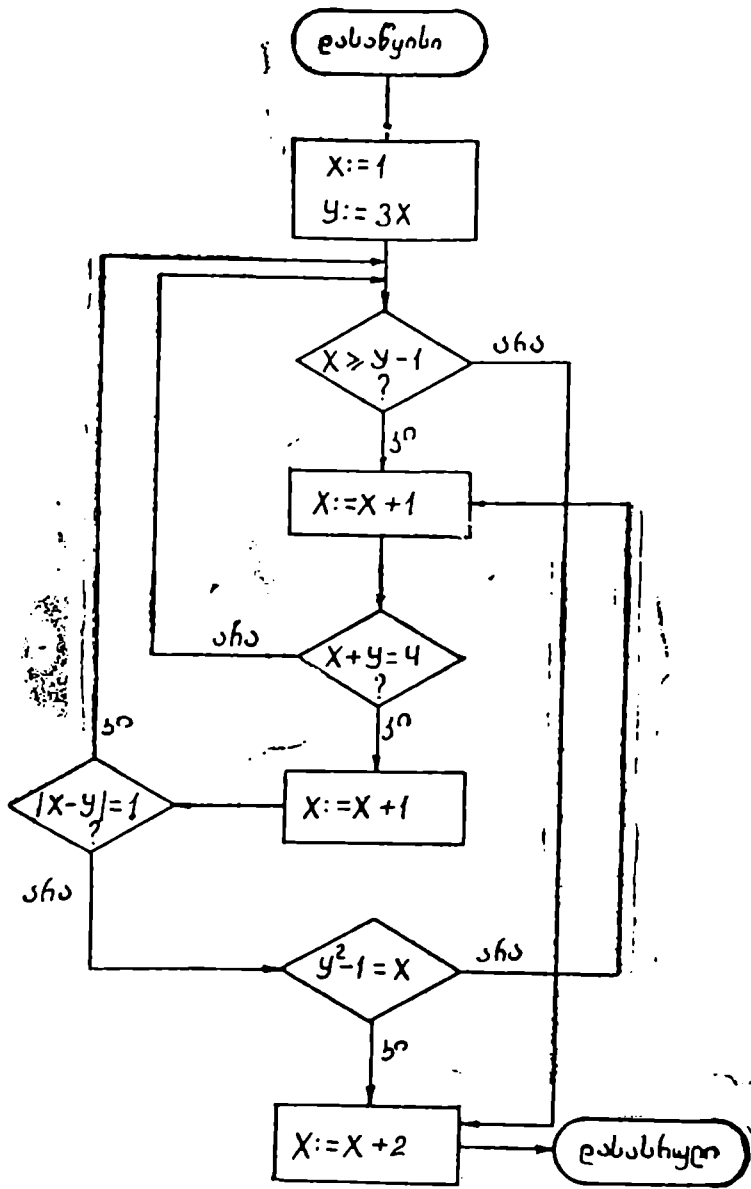 დასაწყისი
X:=1
y:=3X
X ⩾ y-1
?
არა
კი
X:=X+1
X+y=4
?
არა
კი
X:=X+1
|X-y|=1
?
კი
არა
y²-1=X
არა
კი
X:=X+2
დასასრული